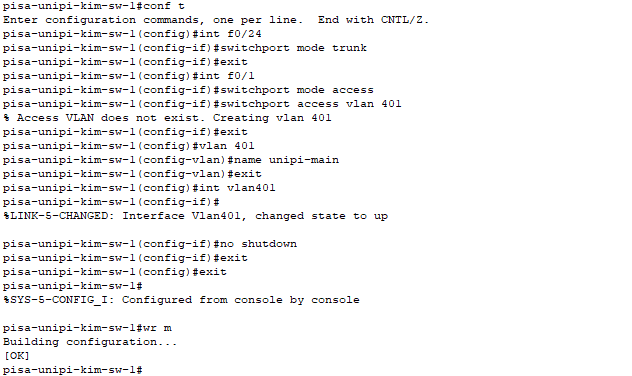 pisa-unipi-kim-sw-1#conf t
Enter configuration commands, one per line.  End with CNTL/Z.
pisa-unipi-kim-sw-1(config)#int f0/24
pisa-unipi-kim-sw-1(config-if)#switchport mode trunk
pisa-unipi-kim-sw-1(config-if)#exit
pisa-unipi-kim-sw-1(config)#int f0/1
pisa-unipi-kim-sw-1(config-if)#switchport mode access
pisa-unipi-kim-sw-1(config-if)#switchport access vlan 401
% Access VLAN does not exist. Creating vlan 401
pisa-unipi-kim-sw-1(config-if)#exit
pisa-unipi-kim-sw-1(config)#vlan 401
pisa-unipi-kim-sw-1(config-vlan)#name unipi-main
pisa-unipi-kim-sw-1(config-vlan)#exit
pisa-unipi-kim-sw-1(config)#int vlan401
pisa-unipi-kim-sw-1(config-if)#
%LINK-5-CHANGED: Interface Vlan401, changed state to up

pisa-unipi-kim-sw-1(config-if)#no shutdown
pisa-unipi-kim-sw-1(config-if)#exit
pisa-unipi-kim-sw-1(config)#exit
pisa-unipi-kim-sw-1#
%SYS-5-CONFIG_I: Configured from console by console

pisa-unipi-kim-sw-1#wr m
Building configuration...
[OK]
pisa-unipi-kim-sw-1#